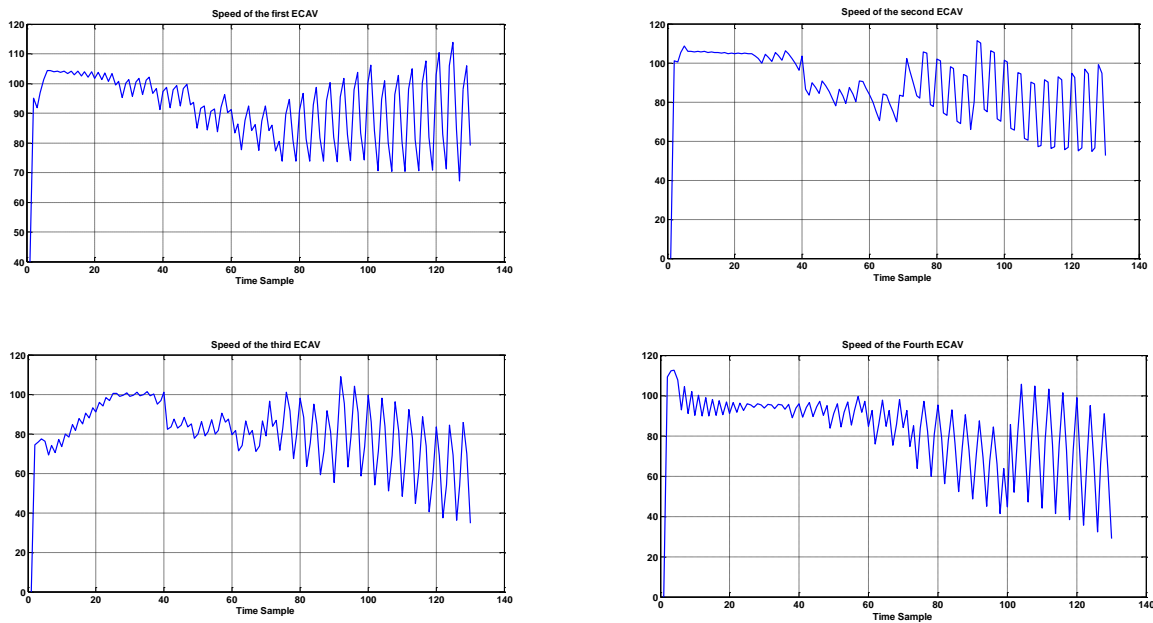 Speed of the first ECAV
120
110
100
90
80
70
60
50
40
0 20 40 60 80 100 120 140
Time Sample
Speed of the second ECAV
120
100
80
60
40
20
0
0 20 40 60 80 100 120 140
Time Sample
Speed of the third ECAV
120
100
80
60
40
20
0
0 20 40 60 80 100 120 140
Time Sample
Speed of the Fourth ECAV
120
100
80
60
40
20
0
0 20 40 60 80 100 120 140
Time Sample